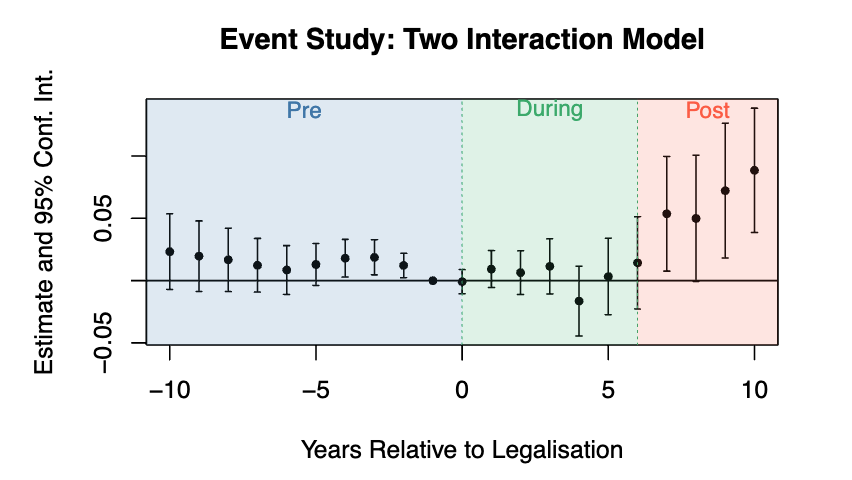 Event Study: Two Interaction Model
Estimate and 95% Conf. Int.
Pre
During
Post
0.05
−0.05
−10
−5
0
5
10
Years Relative to Legalisation